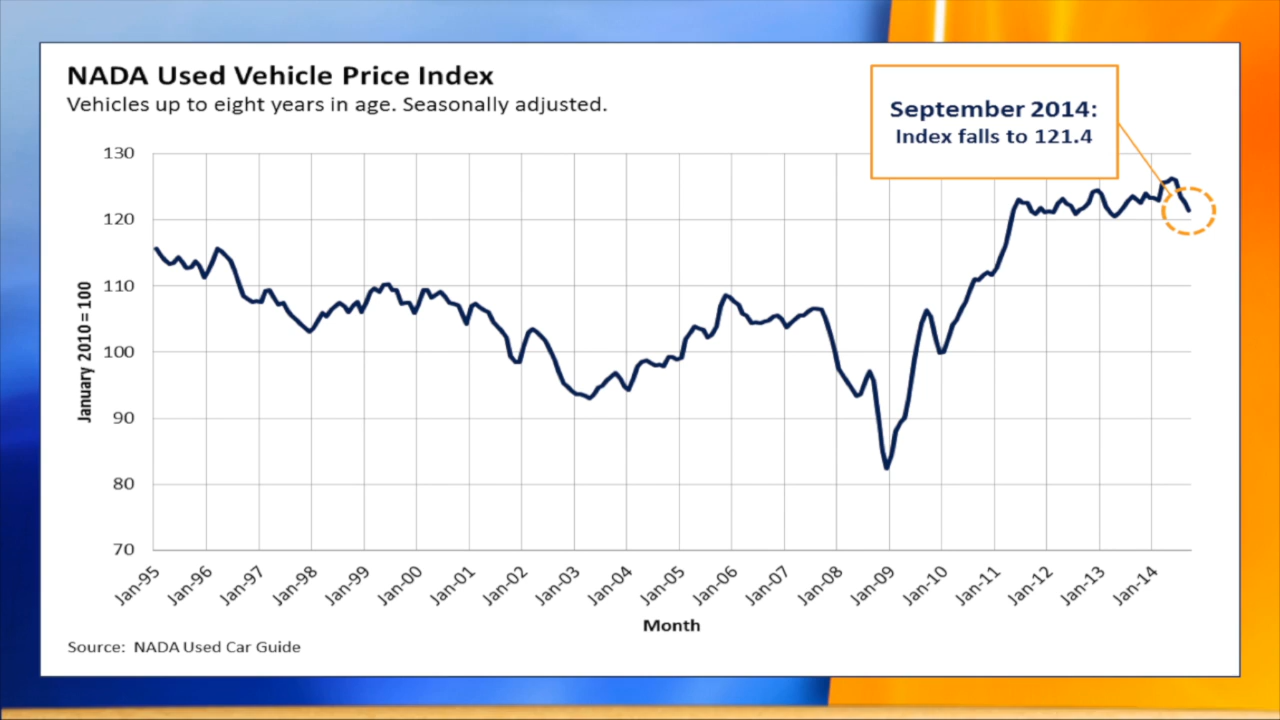 NADA Used Vehicle Price Index
Vehicles up to eight years in age. Seasonally adjusted.
September 2014:
Index falls to 121.4
130
120
110
100
90
80
70
January 2010 = 100
Jan-95
Jan-96
Jan-97
Jan-98
Jan-99
Jan-00
Jan-01
Jan-02
Jan-03
Jan-04
Jan-05
Jan-06
Jan-07
Jan-08
Jan-09
Jan-10
Jan-11
Jan-12
Jan-13
Jan-14
Month
Source: NADA Used Car Guide